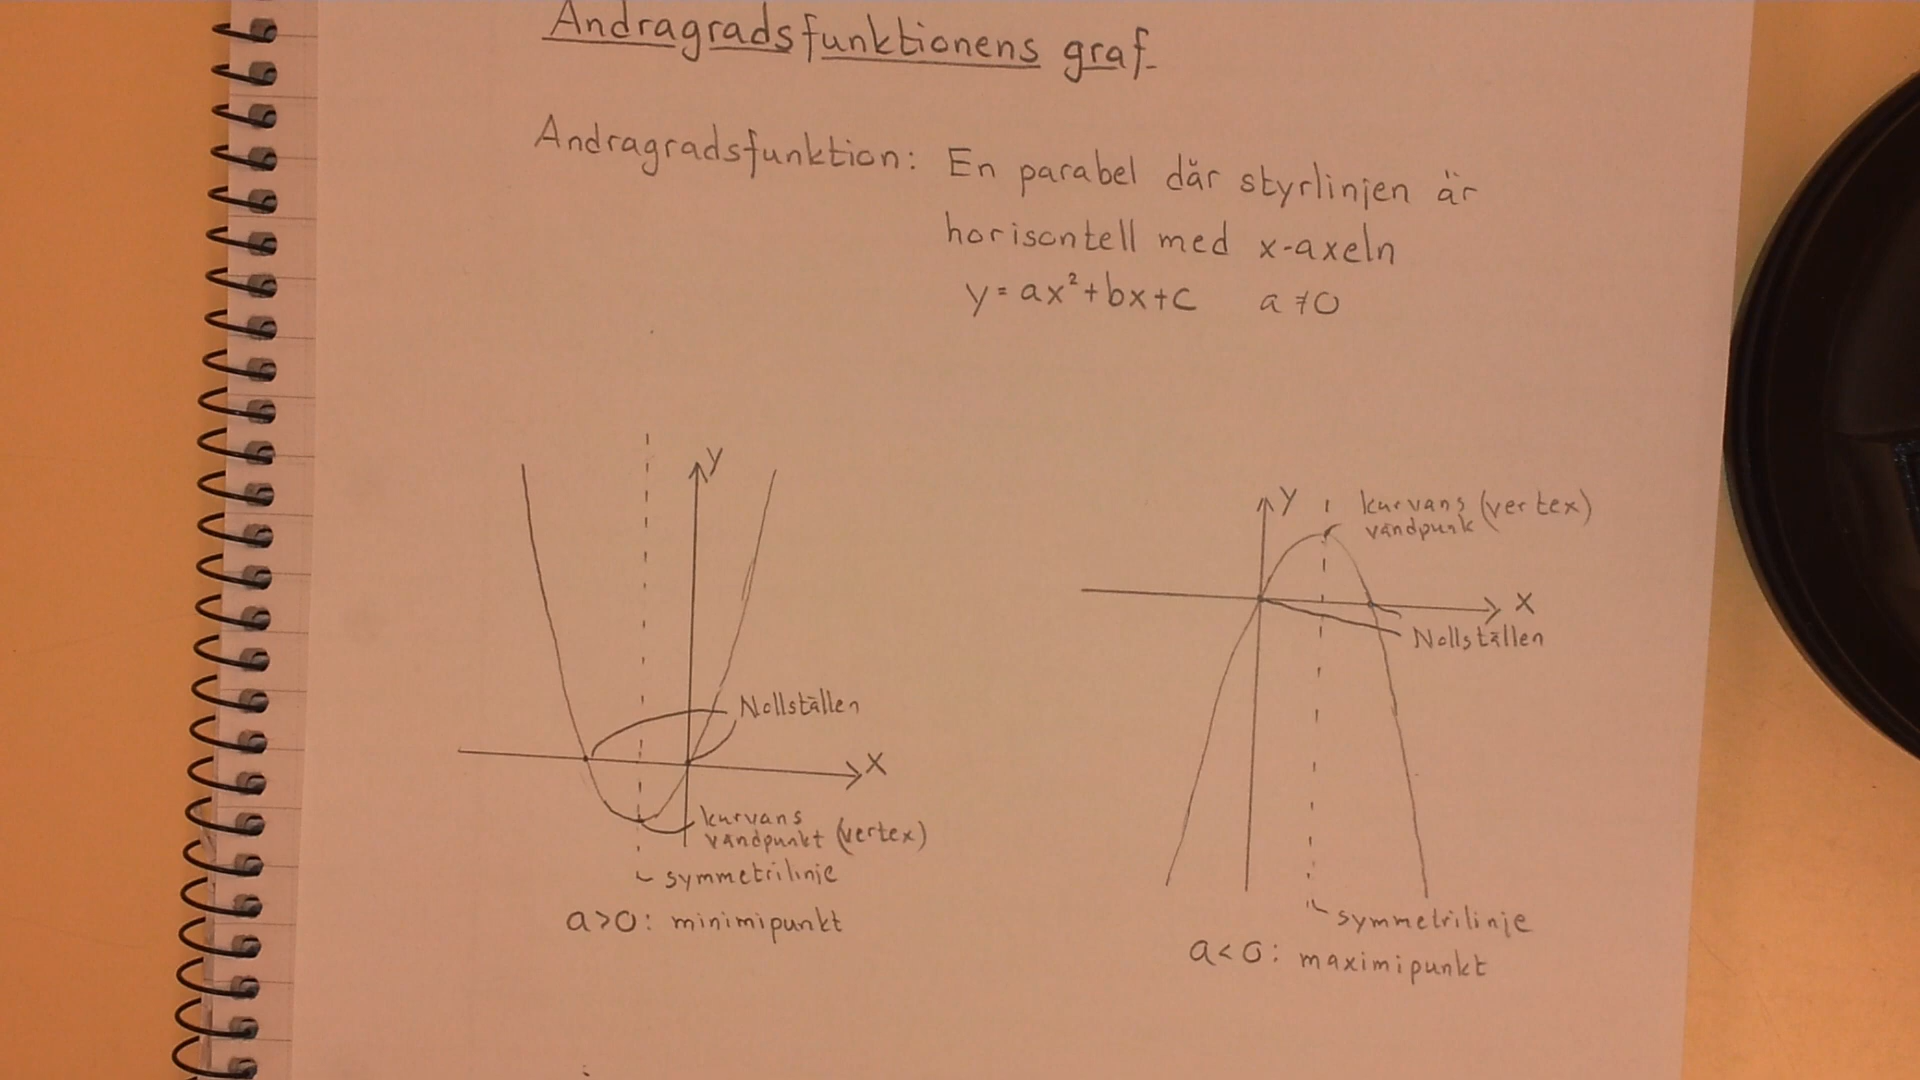 Andragradsfunktionens graf
Andragradsfunktion: En parabel där styrlinjen är
horisontell med x-axeln
y = ax²+bx+c a ≠ 0
y
Nollställen
x
kurvans
vändpunkt (vertex)
symmetrilinje
a>0: minimipunkt
y
kurvans (vertex)
vändpunk
x
Nollställen
symmetrilinje
a<0: maximipunkt